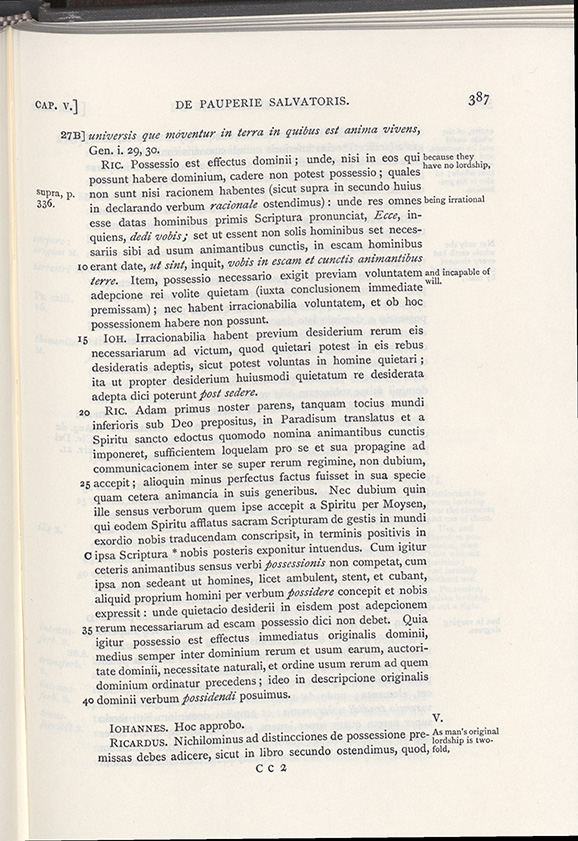 CAP. V.] DE PAUPERIE SALVATORIS. 387
27B] universis que moventur in terra in quibus est anima vivens,
Gen. i. 29, 30.
RIC. Possessio est effectus dominii; unde, nisi in eos qui because they
possunt habere dominium, cadere non potest possessio; quales have no lordship,
supra, p. non sunt nisi racionem habentes (sicut supra in secundo huius
336. in declarando verbum racionale ostendimus): unde res omnes being irrational
esse datas hominibus primis Scriptura pronunciat, Ecce, in-
quiens, dedi vobis; set ut essent non solis hominibus set neces-
sariis sibi ad usum animantibus cunctis, in escam hominibus
10 erant date, ut sint, inquit, vobis in escam et cunctis animantibus
terre. Item, possessio necessario exigit previam voluntatem and incapable of
adepcione rei volite quietam (iuxta conclusionem immediate will.
premissam); nec habent irracionabilia voluntatem, et ob hoc
possessionem habere non possunt.
15 IOH. Irracionabilia habent previum desiderium rerum eis
necessariarum ad victum, quod quietari potest in eis rebus
desideratis adeptis, sicut potest voluntas in homine quietari;
ita ut propter desiderium huiusmodi quietatum re desiderata
adepta dici poterunt post sedere.
20 RIC. Adam primus noster parens, tanquam tocius mundi
inferioris sub Deo prepositus, in Paradisum translatus et a
Spiritu sancto edoctus quomodo nomina animantibus cunctis
imponeret, sufficientem loquelam pro se et sua propagine ad
communicacionem inter se super rerum regimine, non dubium,
25 accepit; alioquin minus perfectus factus fuisset in sua specie
quam cetera animancia in suis generibus. Nec dubium quin
ille sensus verborum quem ipse accepit a Spiritu per Moysen,
qui eodem Spiritu afflatus sacram Scripturam de gestis in mundi
exordio nobis traducendam conscripsit, in terminis positivis in
C ipsa Scriptura * nobis posteris exponitur intuendus. Cum igitur
ceteris animantibus sensus verbi possessionis non competat, cum
ipsa non sedeant ut homines, licet ambulent, stent, et cubant,
aliquid proprium homini per verbum possidere concepit et nobis
expressit: unde quietacio desiderii in eisdem post adepcionem
35 rerum necessariarum ad escam possessio dici non debet. Quia
igitur possessio est effectus immediatus originalis dominii,
medius semper inter dominium rerum et usum earum, auctori-
tate dominii, necessitate naturali, et ordine usum rerum ad quem
dominium ordinatur precedens; ideo in descripcione originalis
40 dominii verbum possidendi posuimus.
V.
IOHANNES. Hoc approbo. As man's original
RICARDUS. Nichilominus ad distincciones de possessione pre- lordship is two-
missas debes adicere, sicut in libro secundo ostendimus, quod, fold,
C C 2